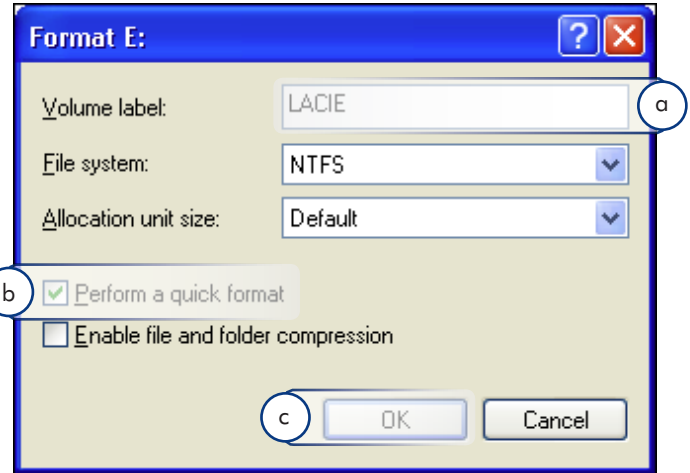 Format E:
Volume label: LACIE a
File system: NTFS
Allocation unit size: Default
b Perform a quick format
Enable file and folder compression
c OK Cancel